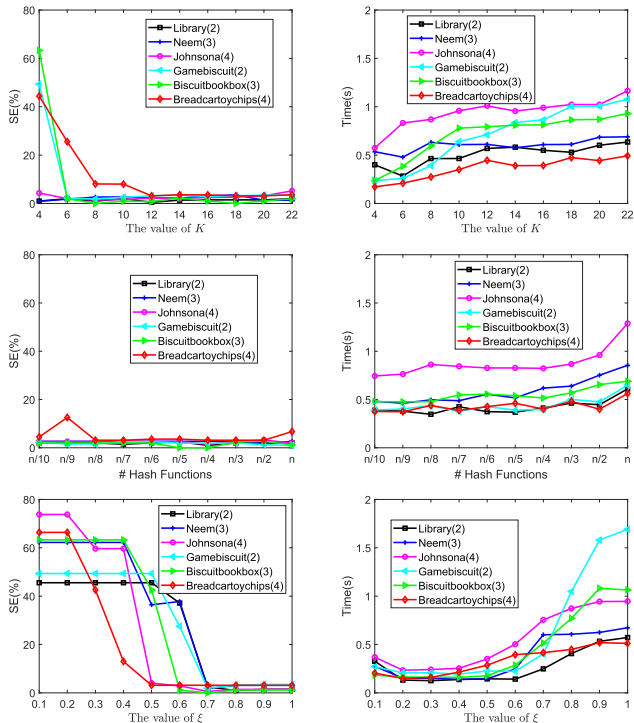 80
60
40
20
0
SE(%)
Library(2)
Neem(3)
Johnsona(4)
Gamebiscuit(2)
Biscuitbookbox(3)
Breadcartoychips(4)
4 6 8 10 12 14 16 18 20 22
The value of K
2
1.5
1
0.5
0
Time(s)
Library(2)
Neem(3)
Johnsona(4)
Gamebiscuit(2)
Biscuitbookbox(3)
Breadcartoychips(4)
4 6 8 10 12 14 16 18 20 22
The value of K
80
60
40
20
0
SE(%)
Library(2)
Neem(3)
Johnsona(4)
Gamebiscuit(2)
Biscuitbookbox(3)
Breadcartoychips(4)
n/10 n/9 n/8 n/7 n/6 n/5 n/4 n/3 n/2 n
# Hash Functions
2
1.5
1
0.5
0
Time(s)
Library(2)
Neem(3)
Johnsona(4)
Gamebiscuit(2)
Biscuitbookbox(3)
Breadcartoychips(4)
n/10 n/9 n/8 n/7 n/6 n/5 n/4 n/3 n/2 n
# Hash Functions
80
60
40
20
0
SE(%)
Library(2)
Neem(3)
Johnsona(4)
Gamebiscuit(2)
Biscuitbookbox(3)
Breadcartoychips(4)
0.1 0.2 0.3 0.4 0.5 0.6 0.7 0.8 0.9 1
The value of ξ
2
1.5
1
0.5
0
Time(s)
Library(2)
Neem(3)
Johnsona(4)
Gamebiscuit(2)
Biscuitbookbox(3)
Breadcartoychips(4)
0.1 0.2 0.3 0.4 0.5 0.6 0.7 0.8 0.9 1
The value of ξ